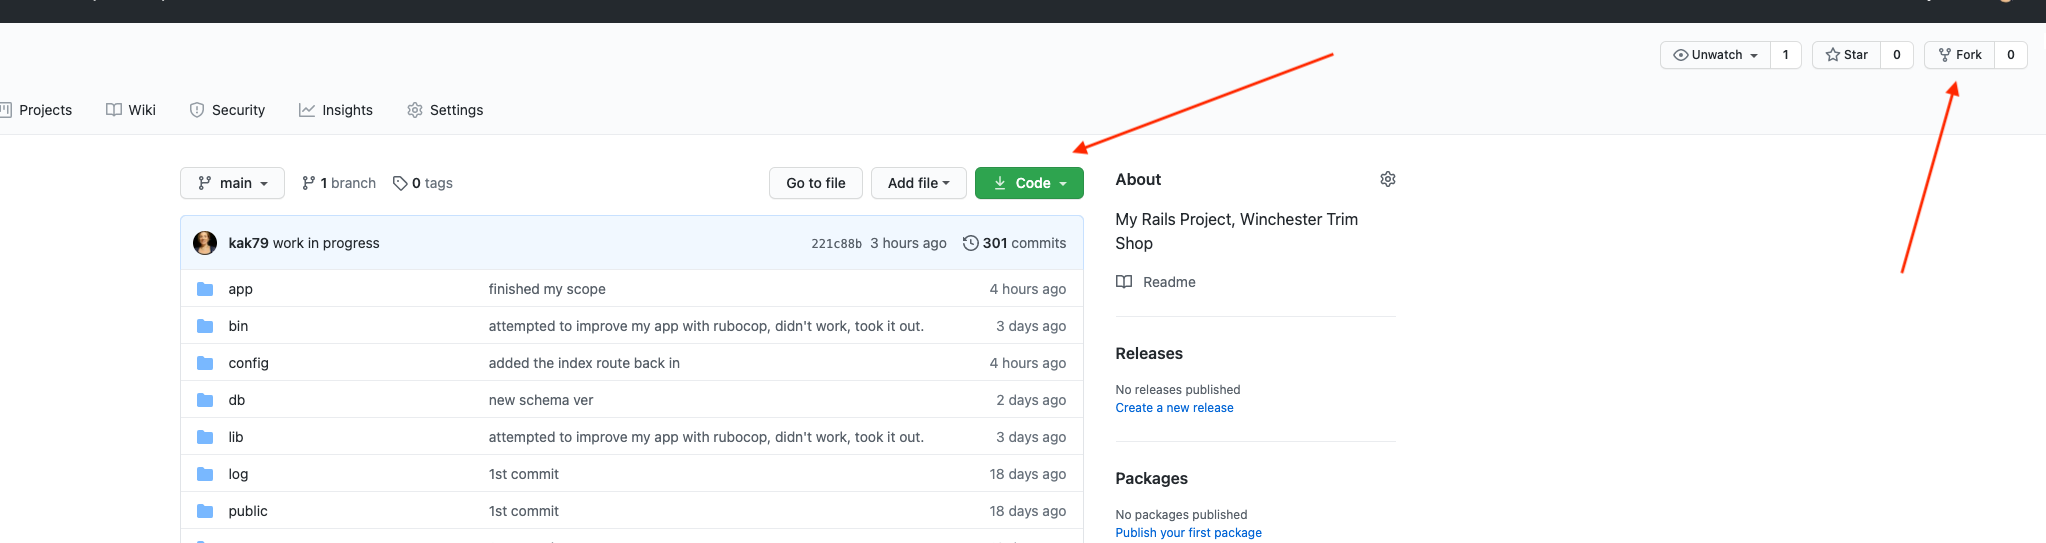 Unwatch 1 Star 0 Fork 0
Projects Wiki Security Insights Settings
main 1 branch 0 tags Go to file Add file Code
kak79 work in progress 221c88b 3 hours ago 301 commits
app finished my scope 4 hours ago
bin attempted to improve my app with rubocop, didn't work, took it out. 3 days ago
config added the index route back in 4 hours ago
db new schema ver 2 days ago
lib attempted to improve my app with rubocop, didn't work, took it out. 3 days ago
log 1st commit 18 days ago
public 1st commit 18 days ago
About
My Rails Project, Winchester Trim
Shop
Readme
Releases
No releases published
Create a new release
Packages
No packages published
Publish your first package